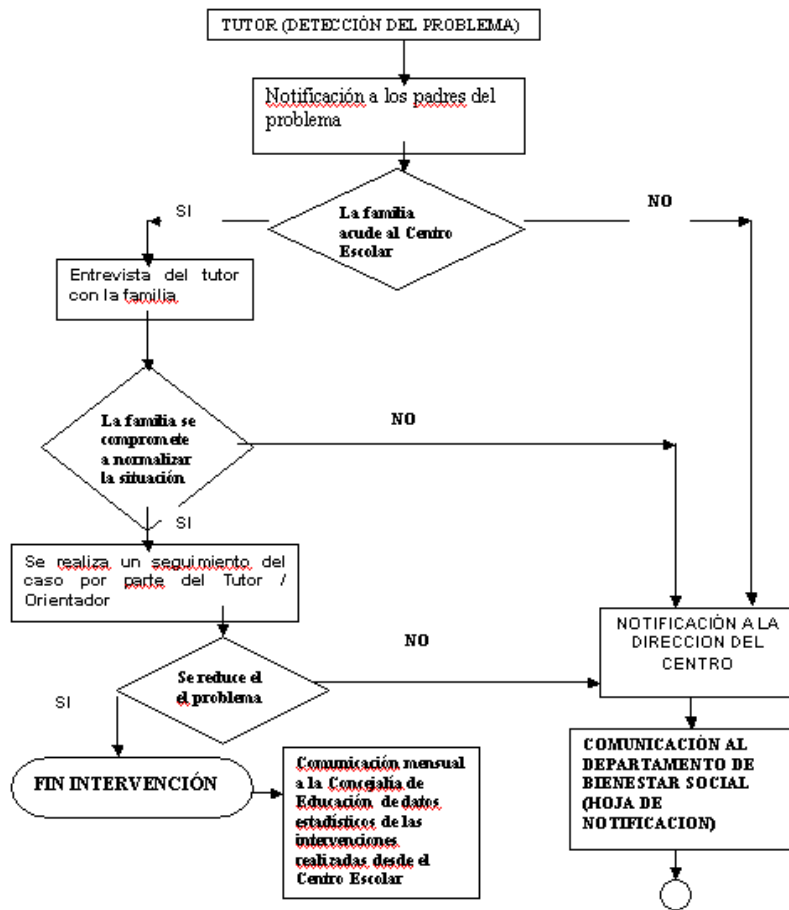 TUTOR (DETECCIÓN DEL PROBLEMA)
Notificación a los padres del
problema
La familia
acude al Centro
Escolar
SI
NO
Entrevista del tutor
con la familia
La familia se
compromete
a normalizar
la situación
NO
SI
Se realiza un seguimiento del
caso por parte del Tutor /
Orientador
NOTIFICACIÓN A LA
DIRECCION DEL
CENTRO
Se reduce el
el problema
NO
SI
FIN INTERVENCIÓN
Comunicación mensual
a la Concejalía de
Educación de datos
estadísticos de las
intervenciones
realizadas desde el
Centro Escolar
COMUNICACIÓN AL
DEPARTAMENTO DE
BIENESTAR SOCIAL
(HOJA DE
NOTIFICACION)